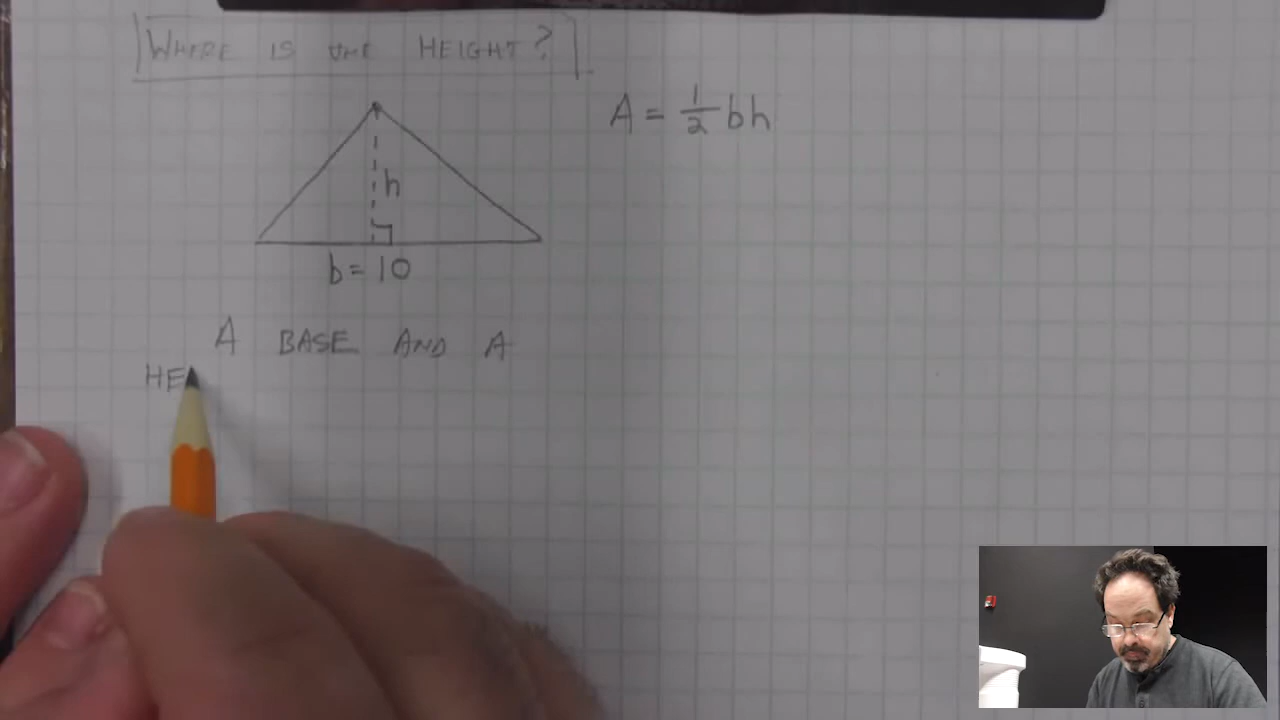 WHERE IS THE HEIGHT?
A = 1/2 bh
h
b = 10
A BASE AND A
HE